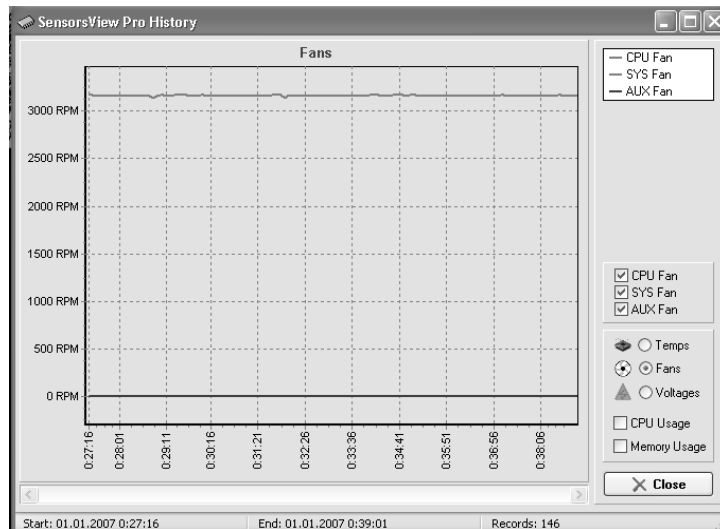 SensorsView Pro History
Fans
3000 RPM
2500 RPM
2000 RPM
1500 RPM
1000 RPM
500 RPM
0 RPM
0:27:16
0:28:01
0:29:11
0:30:16
0:31:21
0:32:26
0:33:36
0:34:41
0:35:51
0:36:56
0:38:06
CPU Fan
SYS Fan
AUX Fan
CPU Fan
SYS Fan
AUX Fan
Temps
Fans
Voltages
CPU Usage
Memory Usage
Close
Start: 01.01.2007 0:27:16 End: 01.01.2007 0:39:01 Records: 146